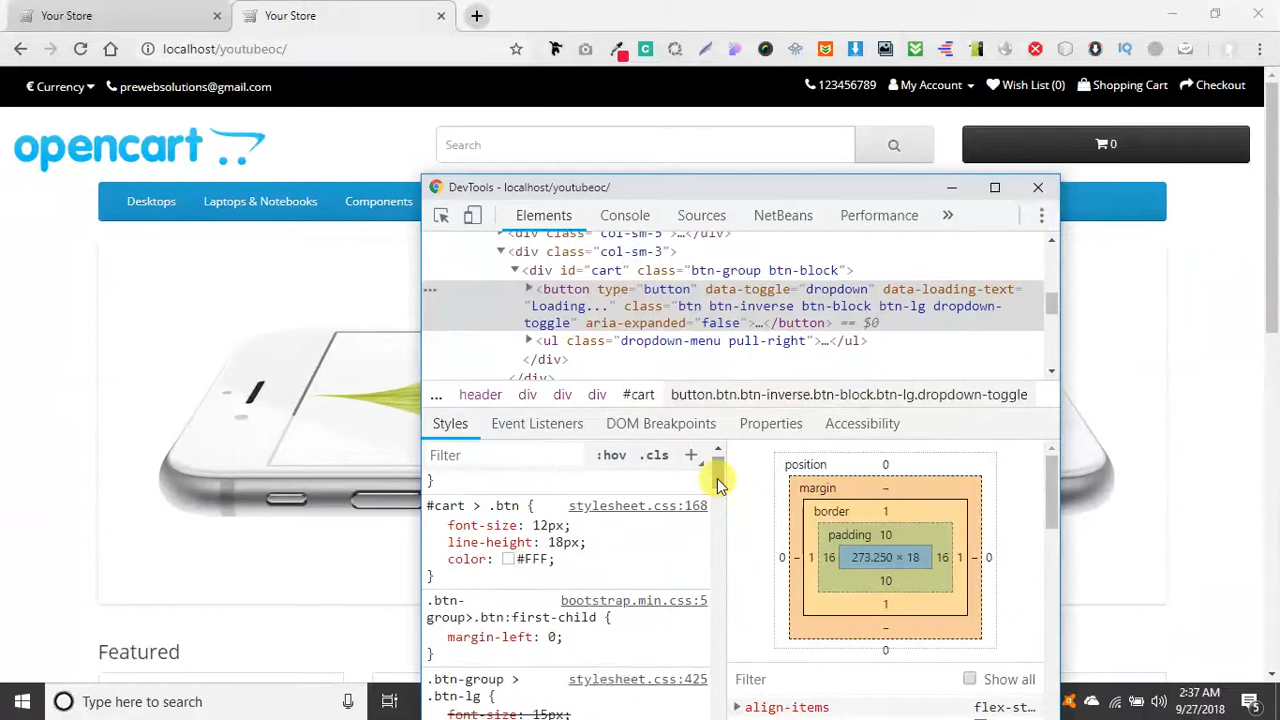 Your Store
Your Store
localhost/youtubeoc/
€ Currency
prewebsolutions@gmail.com
123456789
My Account
Wish List (0)
Shopping Cart
Checkout
opencart
Search
0
Desktops
Laptops & Notebooks
Components
DevTools - localhost/youtubeoc/
Elements
Console
Sources
NetBeans
Performance
»
<div class="col-sm-5">…</div>
<div class="col-sm-3">
<div id="cart" class="btn-group btn-block">
<button type="button" data-toggle="dropdown" data-loading-text=
"Loading..." class="btn btn-inverse btn-block btn-lg dropdown-
toggle" aria-expanded="false">…</button> == $0
<ul class="dropdown-menu pull-right">…</ul>
</div>
</div>
... header div div div #cart button.btn.btn-inverse.btn-block.btn-lg.dropdown-toggle
Styles
Event Listeners
DOM Breakpoints
Properties
Accessibility
Filter
:hov .cls +
}
#cart > .btn { stylesheet.css:168
font-size: 12px;
line-height: 18px;
color: #FFF;
}
.btn- bootstrap.min.css:5
group>.btn:first-child {
margin-left: 0;
}
.btn-group > stylesheet.css:425
.btn-lg {
font-size: 15px;
position 0
margin –
border 1
padding 10
0 – 1 16 273.250 × 18 16 1 – 0
10
1
–
0
Filter
Show all
align-items flex-st…
Featured
Type here to search
2:37 AM
9/27/2018
5